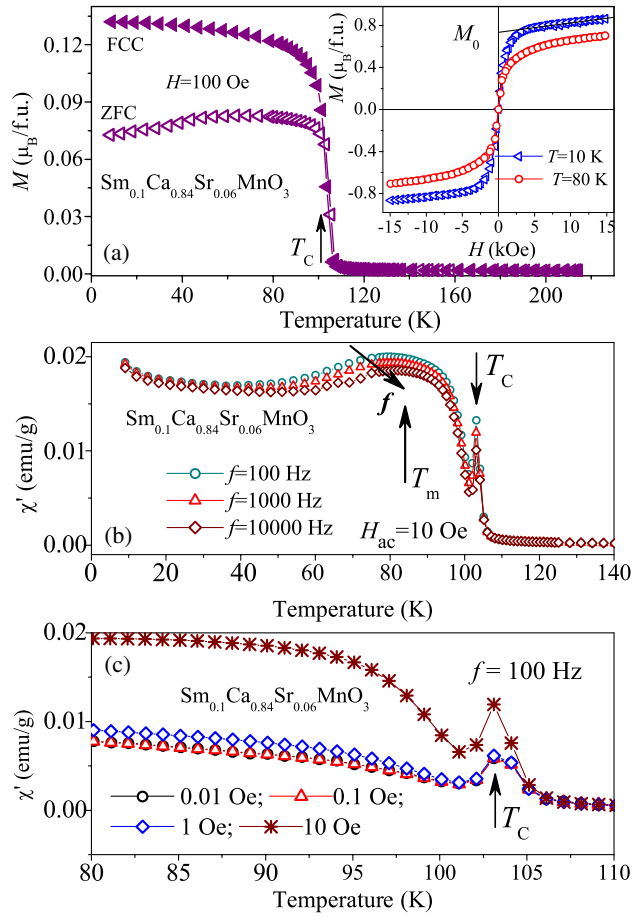 0.12
0.09
0.06
0.03
0.00
M (μB/f.u.)
FCC
H=100 Oe
ZFC
Sm0.1Ca0.84Sr0.06MnO3
(a)
TC
0 40 80 120 160 200
Temperature (K)
0.8
0.4
0.0
-0.4
-0.8
M (μB/f.u.)
M0
T=10 K
T=80 K
-15 -10 -5 0 5 10 15
H (kOe)
0.02
0.01
0.00
χ' (emu/g)
TC
f
Sm0.1Ca0.84Sr0.06MnO3
Tm
f=100 Hz
f=1000 Hz
f=10000 Hz
(b)
Hac=10 Oe
0 20 40 60 80 100 120 140
Temperature (K)
0.02
0.01
0.00
χ' (emu/g)
(c)
f = 100 Hz
Sm0.1Ca0.84Sr0.06MnO3
0.01 Oe; 0.1 Oe;
1 Oe; 10 Oe
TC
80 85 90 95 100 105 110
Temperature (K)